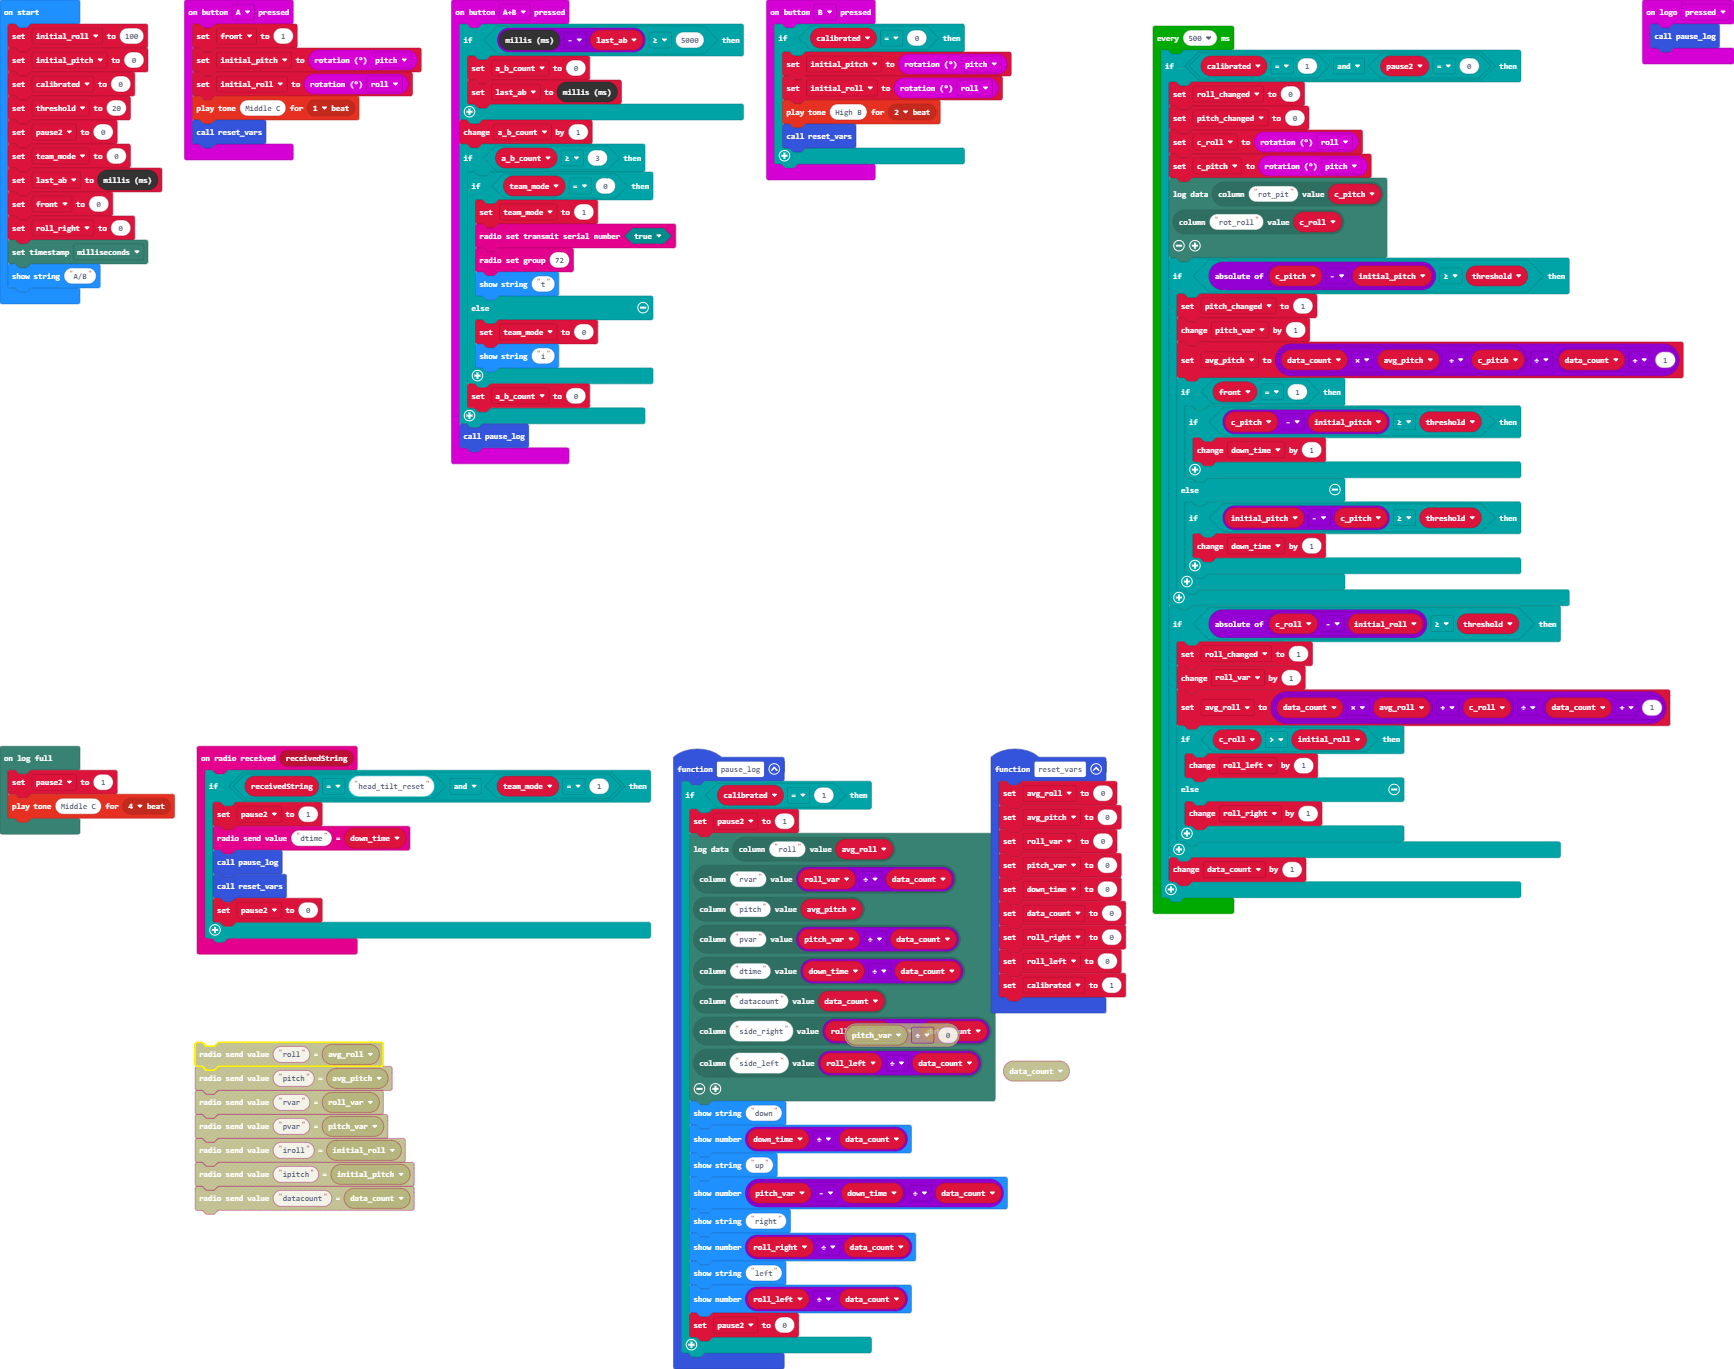 on start
set initial_roll to 100
set initial_pitch to 0
set calibrated to 0
set threshold to 20
set pause2 to 0
set team_mode to 0
set last_ab to millis (ms)
set front to 0
set roll_right to 0
set timestamp milliseconds
show string "A/B"
on button A pressed
set front to 1
set initial_pitch to rotation (°) pitch
set initial_roll to rotation (°) roll
play tone Middle C for 1 beat
call reset_vars
on button A+B pressed
if millis (ms) - last_ab ≥ 5000 then
set a_b_count to 0
set last_ab to millis (ms)
change a_b_count by 1
if a_b_count ≥ 3 then
if team_mode = 0 then
set team_mode to 1
radio set transmit serial number true
radio set group 72
show string "t"
else
set team_mode to 0
show string "i"
set a_b_count to 0
call pause_log
on button B pressed
if calibrated = 0 then
set initial_pitch to rotation (°) pitch
set initial_roll to rotation (°) roll
play tone High B for 2 beat
call reset_vars
every 500 ms
if calibrated = 1 and pause2 = 0 then
set roll_changed to 0
set pitch_changed to 0
set c_roll to rotation (°) roll
set c_pitch to rotation (°) pitch
log data column "rot_pit" value c_pitch
column "rot_roll" value c_roll
if absolute of c_pitch - initial_pitch ≥ threshold then
set pitch_changed to 1
change pitch_var by 1
set avg_pitch to data_count × avg_pitch + c_pitch ÷ data_count + 1
if front = 1 then
if c_pitch - initial_pitch ≥ threshold then
change down_time by 1
else
if initial_pitch - c_pitch ≥ threshold then
change down_time by 1
if absolute of c_roll - initial_roll ≥ threshold then
set roll_changed to 1
change roll_var by 1
set avg_roll to data_count × avg_roll + c_roll ÷ data_count + 1
if c_roll > initial_roll then
change roll_left by 1
else
change roll_right by 1
change data_count by 1
on logo pressed
call pause_log
on log full
set pause2 to 1
play tone Middle C for 4 beat
on radio received receivedString
if receivedString = "head_tilt_reset" and team_mode = 1 then
set pause2 to 1
radio send value "dtime" = down_time
call pause_log
call reset_vars
set pause2 to 0
radio send value "roll" = avg_roll
radio send value "pitch" = avg_pitch
radio send value "rvar" = roll_var
radio send value "pvar" = pitch_var
radio send value "iroll" = initial_roll
radio send value "ipitch" = initial_pitch
radio send value "datacount" = data_count
function pause_log
if calibrated = 1 then
set pause2 to 1
log data column "roll" value avg_roll
column "rvar" value roll_var ÷ data_count
column "pitch" value avg_pitch
column "pvar" value pitch_var ÷ data_count
column "dtime" value down_time ÷ data_count
column "datacount" value data_count
column "side_right" value
pitch_var ÷ 0
column "side_left" value roll_left ÷ data_count
show string "down"
show number down_time ÷ data_count
show string "up"
show number pitch_var - down_time ÷ data_count
show string "right"
show number roll_right ÷ data_count
show string "left"
show number roll_left ÷ data_count
set pause2 to 0
function reset_vars
set avg_roll to 0
set avg_pitch to 0
set roll_var to 0
set pitch_var to 0
set down_time to 0
set data_count to 0
set roll_right to 0
set roll_left to 0
set calibrated to 1
data_count